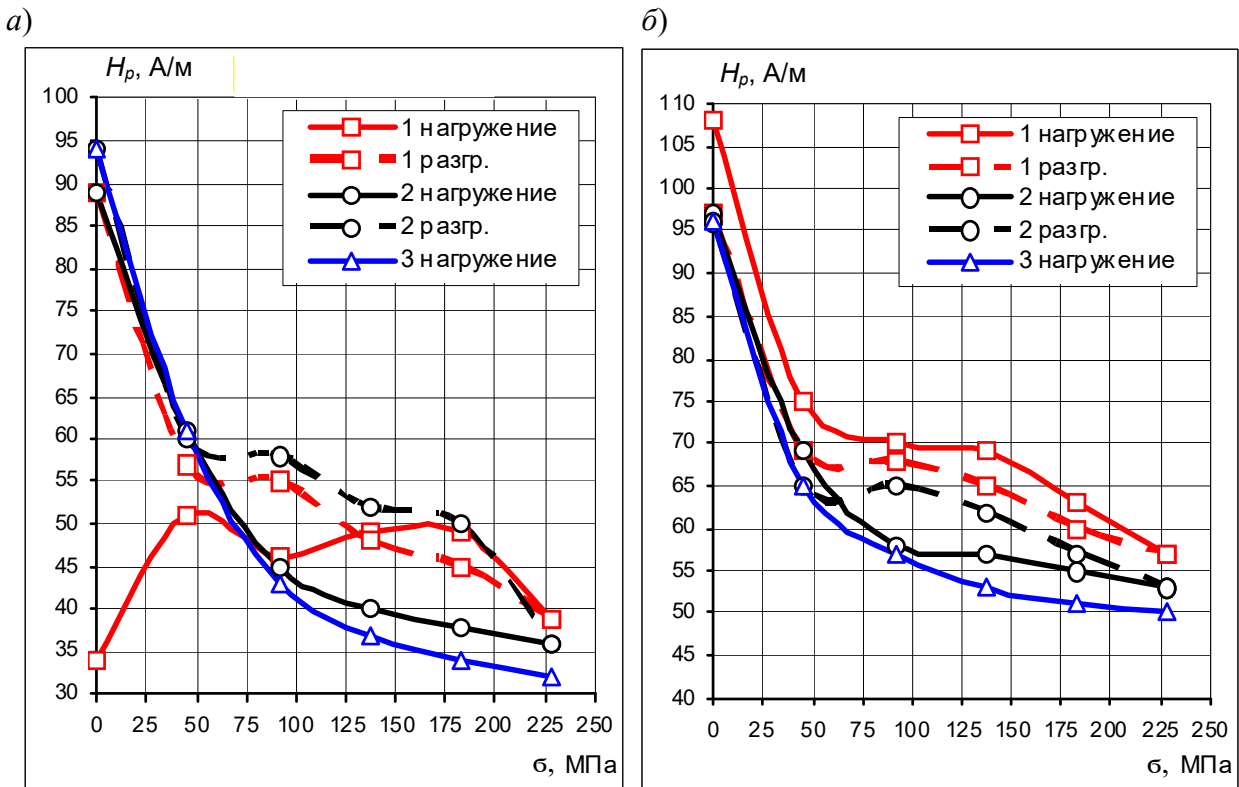 а)
Hр, А/м
100
95
90
85
80
75
70
65
60
55
50
45
40
35
30
0 25 50 75 100 125 150 175 200 225 250
σ, МПа
1 нагружение
1 разгр.
2 нагружение
2 разгр.
3 нагружение
б)
Hр, А/м
110
105
100
95
90
85
80
75
70
65
60
55
50
45
40
0 25 50 75 100 125 150 175 200 225 250
σ, МПа
1 нагружение
1 разгр.
2 нагружение
2 разгр.
3 нагружение